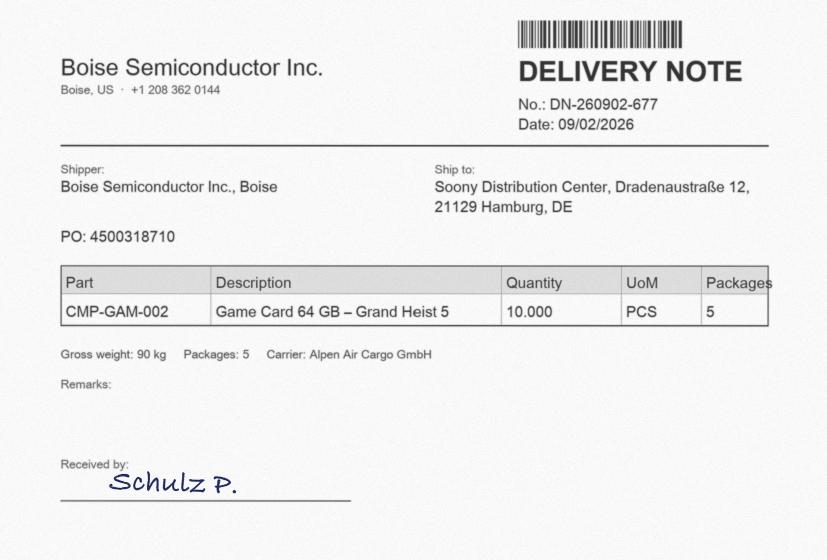 Boise Semiconductor Inc.
Boise, US · +1 208 362 0144
DELIVERY NOTE
No.: DN-260902-677
Date: 09/02/2026
Shipper:
Boise Semiconductor Inc., Boise
Ship to:
Soony Distribution Center, Dradenaustraße 12,
21129 Hamburg, DE
PO: 4500318710
Part Description Quantity UoM Packages
CMP-GAM-002 Game Card 64 GB – Grand Heist 5 10.000 PCS 5
Gross weight: 90 kg Packages: 5 Carrier: Alpen Air Cargo GmbH
Remarks:
Received by:
Schulz P.